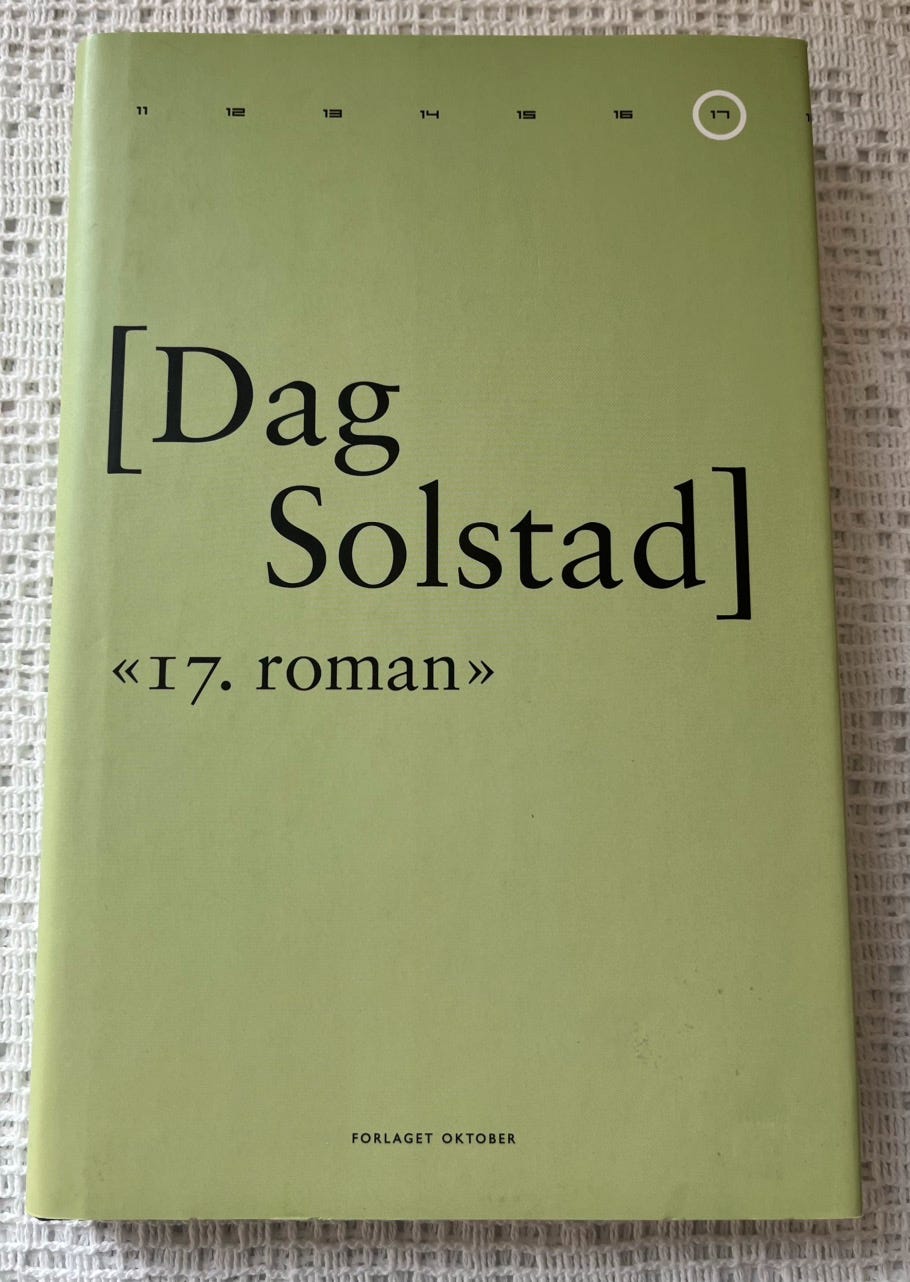 11 12 13 14 15 16 17
[Dag
Solstad]
«17. roman»
FORLAGET OKTOBER